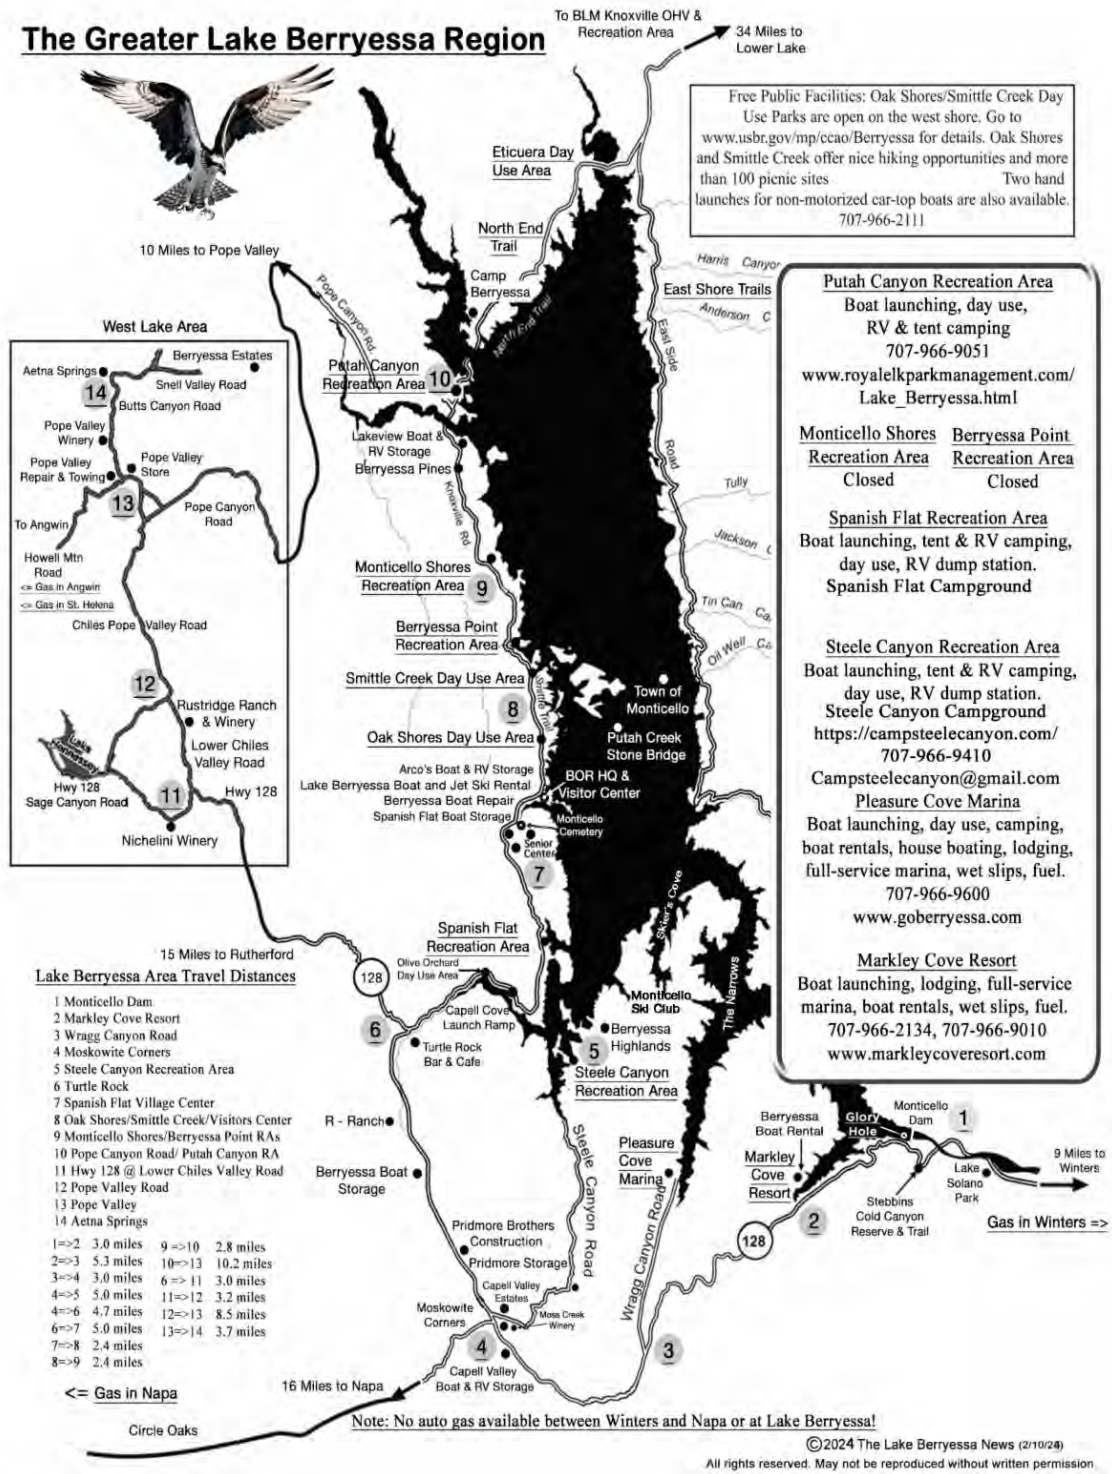 The Greater Lake Berryessa Region
To BLM Knoxville OHV &
Recreation Area
34 Miles to
Lower Lake
Free Public Facilities: Oak Shores/Smittle Creek Day
Use Parks are open on the west shore. Go to
www.usbr.gov/mp/ccao/Berryessa for details. Oak Shores
and Smittle Creek offer nice hiking opportunities and more
than 100 picnic sites Two hand
launches for non-motorized car-top boats are also available.
707-966-2111
Eticuera Day
Use Area
North End
Trail
Camp
Berryessa
North End Trail
10 Miles to Pope Valley
Pope Canyon Rd.
Harris Canyon
East Shore Trails
Anderson C
East Side
Road
Tully
Jackson C
Tin Can Ca
Oil Well Ca
Putah Canyon
Recreation Area
10
Lakeview Boat &
RV Storage
Berryessa Pines
Knoxville Rd
Monticello Shores
Recreation Area
9
Berryessa Point
Recreation Area
Smittle Creek Day Use Area
8
Smittle Trail
Oak Shores Day Use Area
Town of
Monticello
Putah Creek
Stone Bridge
Arco's Boat & RV Storage
Lake Berryessa Boat and Jet Ski Rental
Berryessa Boat Repair
Spanish Flat Boat Storage
BOR HQ &
Visitor Center
Monticello
Cemetery
Senior
Center
7
West Lake Area
Aetna Springs
14
Berryessa Estates
Snell Valley Road
Butts Canyon Road
Pope Valley
Winery
Pope Valley
Repair & Towing
Pope Valley
Store
13
Pope Canyon
Road
To Angwin
Howell Mtn
Road
<= Gas in Angwin
<= Gas in St. Helena
Chiles Pope Valley Road
12
Rustridge Ranch
& Winery
Lower Chiles
Valley Road
Lake
Hennessey
Hwy 128
Sage Canyon Road
11
Hwy 128
Nichelini Winery
Putah Canyon Recreation Area
Boat launching, day use,
RV & tent camping
707-966-9051
www.royalelkparkmanagement.com/
Lake_Berryessa.html
Monticello Shores
Recreation Area
Closed
Berryessa Point
Recreation Area
Closed
Spanish Flat Recreation Area
Boat launching, tent & RV camping,
day use, RV dump station.
Spanish Flat Campground
Steele Canyon Recreation Area
Boat launching, tent & RV camping,
day use, RV dump station.
Steele Canyon Campground
https://campsteelecanyon.com/
707-966-9410
Campsteelecanyon@gmail.com
Pleasure Cove Marina
Boat launching, day use, camping,
boat rentals, house boating, lodging,
full-service marina, wet slips, fuel.
707-966-9600
www.goberryessa.com
Markley Cove Resort
Boat launching, lodging, full-service
marina, boat rentals, wet slips, fuel.
707-966-2134, 707-966-9010
www.markleycoveresort.com
15 Miles to Rutherford
128
Spanish Flat
Recreation Area
Olive Orchard
Day Use Area
Capell Cove
Launch Ramp
6
Turtle Rock
Bar & Cafe
Skier's Cove
The Narrows
Monticello
Ski Club
Berryessa
Highlands
5
Steele Canyon
Recreation Area
R - Ranch
Berryessa Boat
Storage
Steele Canyon Road
Pleasure
Cove
Marina
Wragg Canyon Road
Pridmore Brothers
Construction
Pridmore Storage
Capell Valley
Estates
Moss Creek
Winery
Moskowite
Corners
4
Capell Valley
Boat & RV Storage
3
128
Berryessa
Boat Rental
Markley
Cove
Resort
2
Glory
Hole
Monticello
Dam
1
Lake
Solano
Park
Stebbins
Cold Canyon
Reserve & Trail
9 Miles to
Winters
Gas in Winters =>
Lake Berryessa Area Travel Distances
1 Monticello Dam
2 Markley Cove Resort
3 Wragg Canyon Road
4 Moskowite Corners
5 Steele Canyon Recreation Area
6 Turtle Rock
7 Spanish Flat Village Center
8 Oak Shores/Smittle Creek/Visitors Center
9 Monticello Shores/Berryessa Point RAs
10 Pope Canyon Road/ Putah Canyon RA
11 Hwy 128 @ Lower Chiles Valley Road
12 Pope Valley Road
13 Pope Valley
14 Aetna Springs
1=>2 3.0 miles 9 =>10 2.8 miles
2=>3 5.3 miles 10=>13 10.2 miles
3=>4 3.0 miles 6 => 11 3.0 miles
4=>5 5.0 miles 11=>12 3.2 miles
4=>6 4.7 miles 12=>13 8.5 miles
6=>7 5.0 miles 13=>14 3.7 miles
7=>8 2.4 miles
8=>9 2.4 miles
<= Gas in Napa
16 Miles to Napa
Circle Oaks
Note: No auto gas available between Winters and Napa or at Lake Berryessa!
©2024 The Lake Berryessa News (2/10/24)
All rights reserved. May not be reproduced without written permission